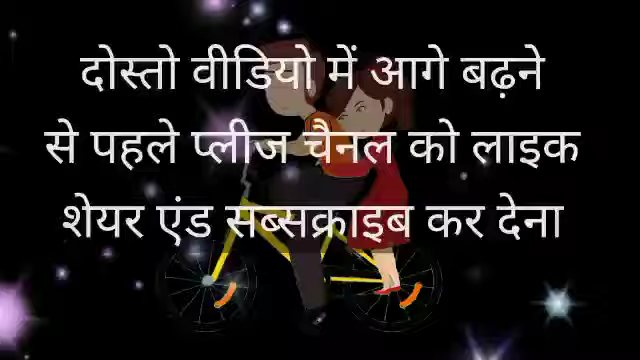 दोस्तो वीडियो में आगे बढ़ने
से पहले प्लीज चैनल को लाइक
शेयर एंड सब्सक्राइब कर देना